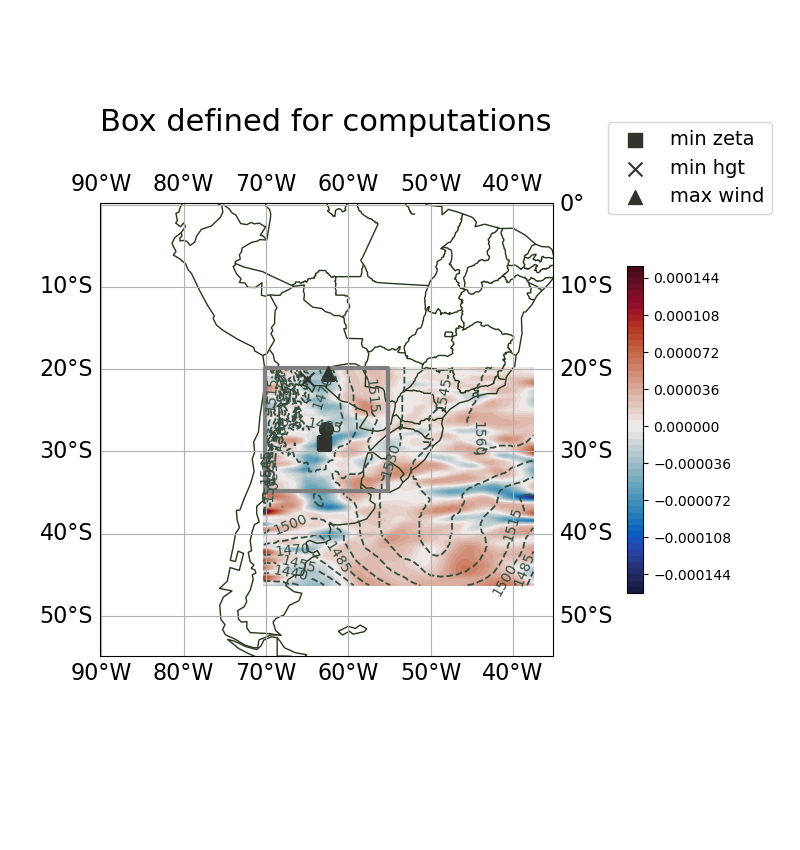 Box defined for computations
min zeta
min hgt
max wind
90°W 80°W 70°W 60°W 50°W 40°W
0°
10°S 10°S
20°S 20°S
30°S 30°S
40°S 40°S
50°S 50°S
90°W 80°W 70°W 60°W 50°W 40°W
0.000144
0.000108
0.000072
0.000036
0.000000
−0.000036
−0.000072
−0.000108
−0.000144
1515
1545
1560
1530
1500
1470
1455
1440
1485
1515
1500
1485